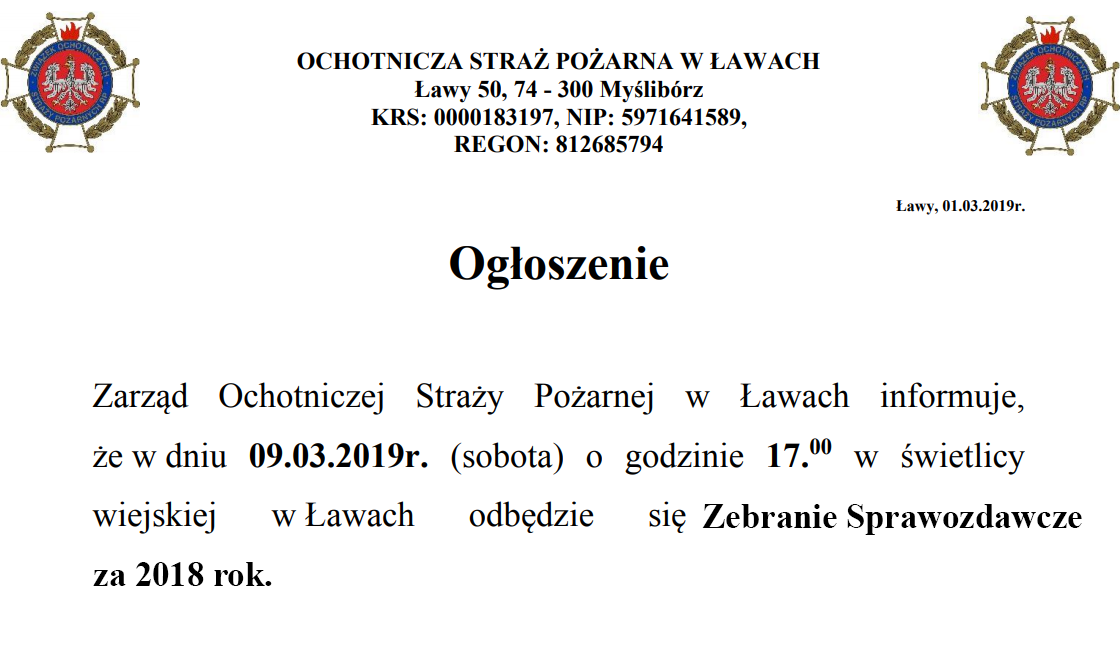 OCHOTNICZA STRAŻ POŻARNA W ŁAWACH
Ławy 50, 74 - 300 Myślibórz
KRS: 0000183197, NIP: 5971641589,
REGON: 812685794
ZWIĄZEK OCHOTNICZYCH
STRAŻY POŻARNYCH RP
ZWIĄZEK OCHOTNICZYCH
STRAŻY POŻARNYCH RP
Ławy, 01.03.2019r.
Ogłoszenie
Zarząd Ochotniczej Straży Pożarnej w Ławach informuje,
że w dniu 09.03.2019r. (sobota) o godzinie 17.⁰⁰ w świetlicy
wiejskiej w Ławach odbędzie się Zebranie Sprawozdawcze
za 2018 rok.